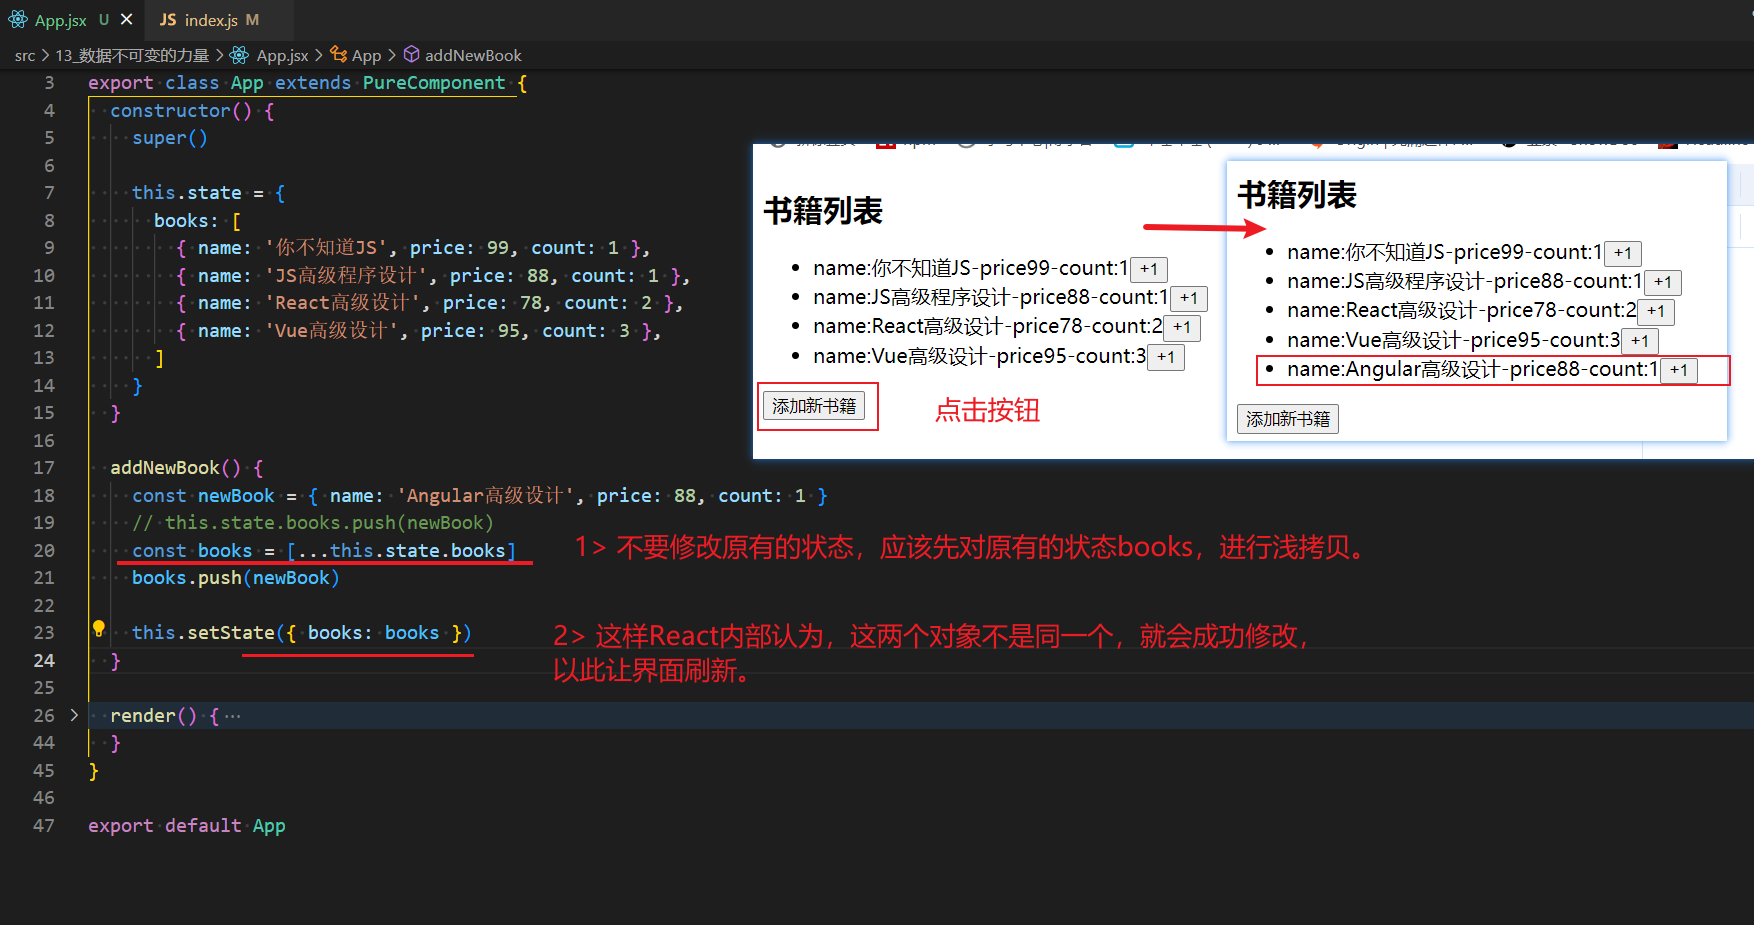 App.jsx U
JS index.js M
src > 13_数据不可变的力量 > App.jsx > App > addNewBook
3 export class App extends PureComponent {
4 constructor() {
5 super()
6
7 this.state = {
8 books: [
9 { name: '你不知道JS', price: 99, count: 1 },
10 { name: 'JS高级程序设计', price: 88, count: 1 },
11 { name: 'React高级设计', price: 78, count: 2 },
12 { name: 'Vue高级设计', price: 95, count: 3 },
13 ]
14 }
15 }
16
17 addNewBook() {
18 const newBook = { name: 'Angular高级设计', price: 88, count: 1 }
19 // this.state.books.push(newBook)
20 const books = [...this.state.books]
21 books.push(newBook)
22
23 this.setState({ books: books })
24 }
25
26 render() { ···
44 }
45 }
46
47 export default App
书籍列表
name:你不知道JS-price99-count:1 +1
name:JS高级程序设计-price88-count:1 +1
name:React高级设计-price78-count:2 +1
name:Vue高级设计-price95-count:3 +1
添加新书籍
点击按钮
书籍列表
name:你不知道JS-price99-count:1 +1
name:JS高级程序设计-price88-count:1 +1
name:React高级设计-price78-count:2 +1
name:Vue高级设计-price95-count:3 +1
name:Angular高级设计-price88-count:1 +1
添加新书籍
1> 不要修改原有的状态，应该先对原有的状态books，进行浅拷贝。
2> 这样React内部认为，这两个对象不是同一个，就会成功修改，
以此让界面刷新。